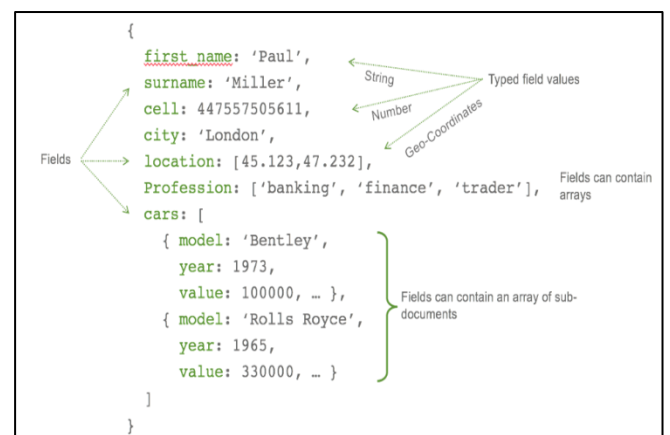 {
first_name: ‘Paul’,
surname: ‘Miller’,
cell: 447557505611,
city: ‘London’,
location: [45.123,47.232],
Profession: [‘banking’, ‘finance’, ‘trader’],
cars: [
{ model: ‘Bentley’,
year: 1973,
value: 100000, … },
{ model: ‘Rolls Royce’,
year: 1965,
value: 330000, … }
]
}
Fields
String
Number
Geo-Coordinates
Typed field values
Fields can contain
arrays
Fields can contain an array of sub-
documents